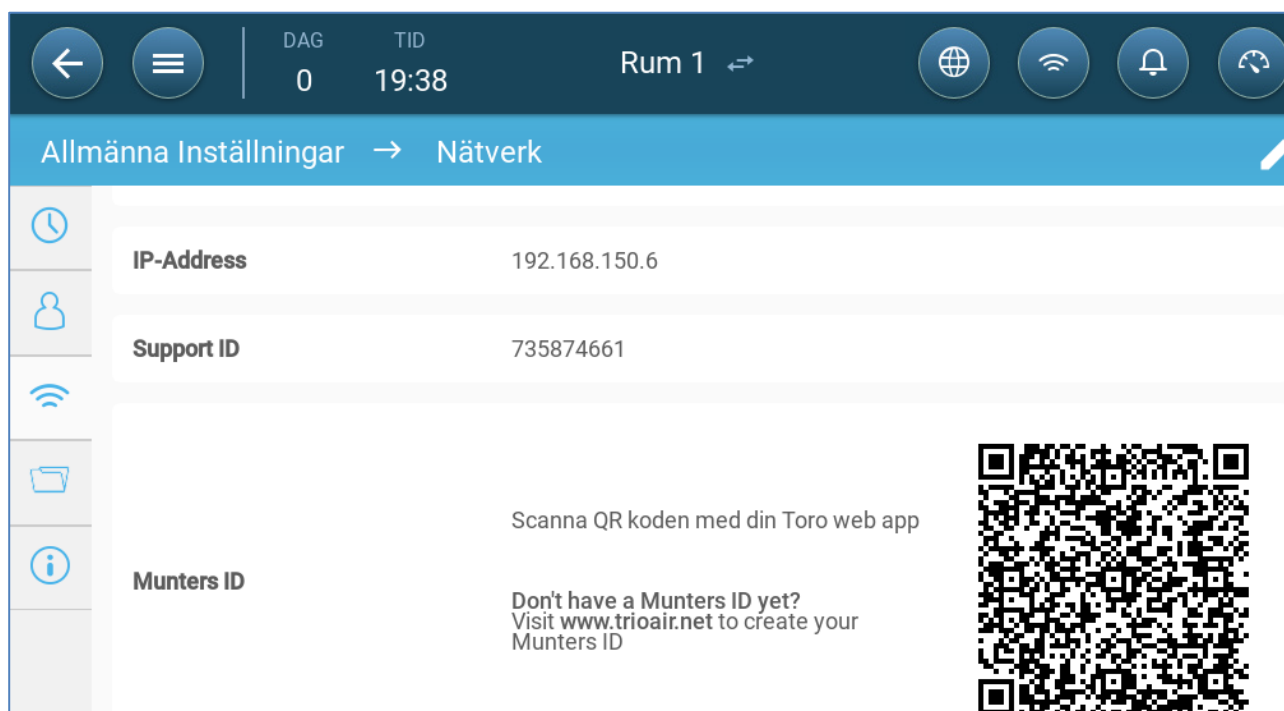 DAG
TID
0
19:38
Rum 1
Allmänna Inställningar → Nätverk
IP-Address
192.168.150.6
Support ID
735874661
Scanna QR koden med din Toro web app
Munters ID
Don't have a Munters ID yet?
Visit www.trioair.net to create your
Munters ID